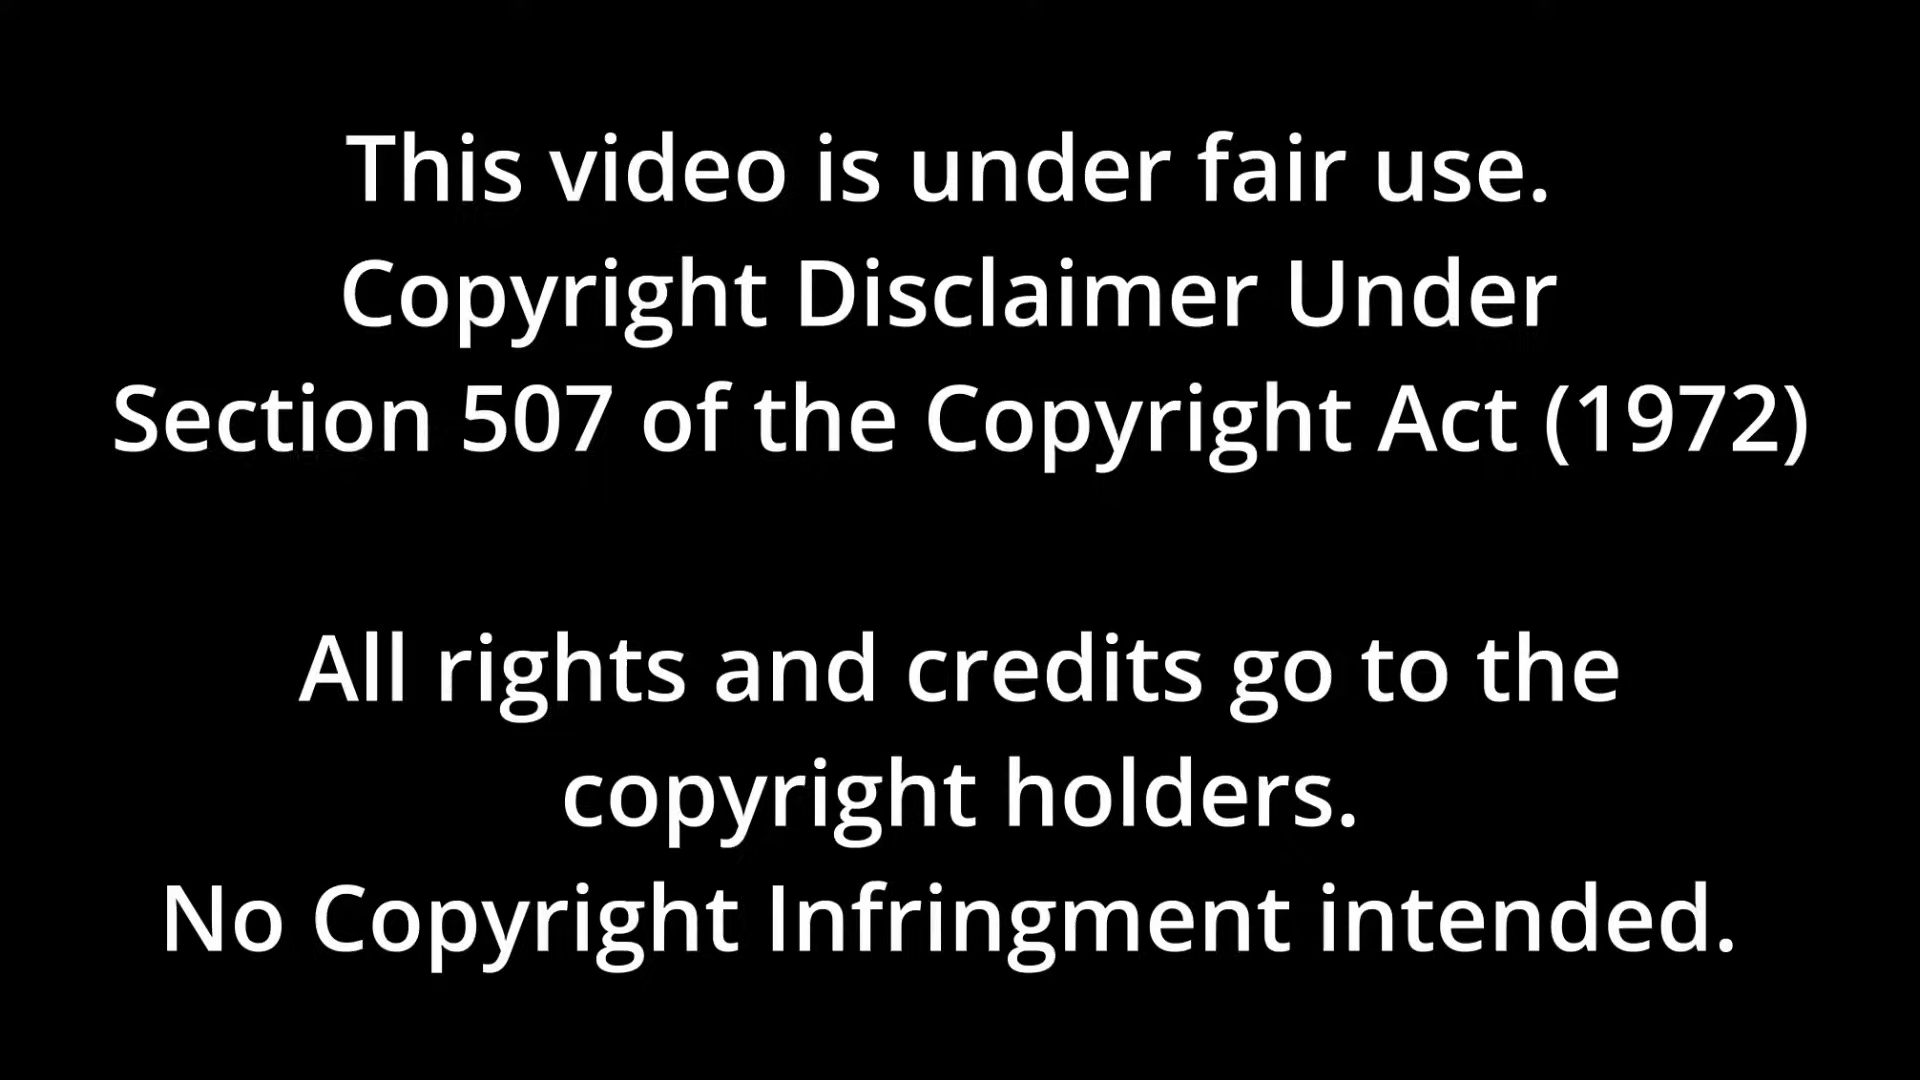 This video is under fair use.
Copyright Disclaimer Under
Section 507 of the Copyright Act (1972)
All rights and credits go to the
copyright holders.
No Copyright Infringment intended.